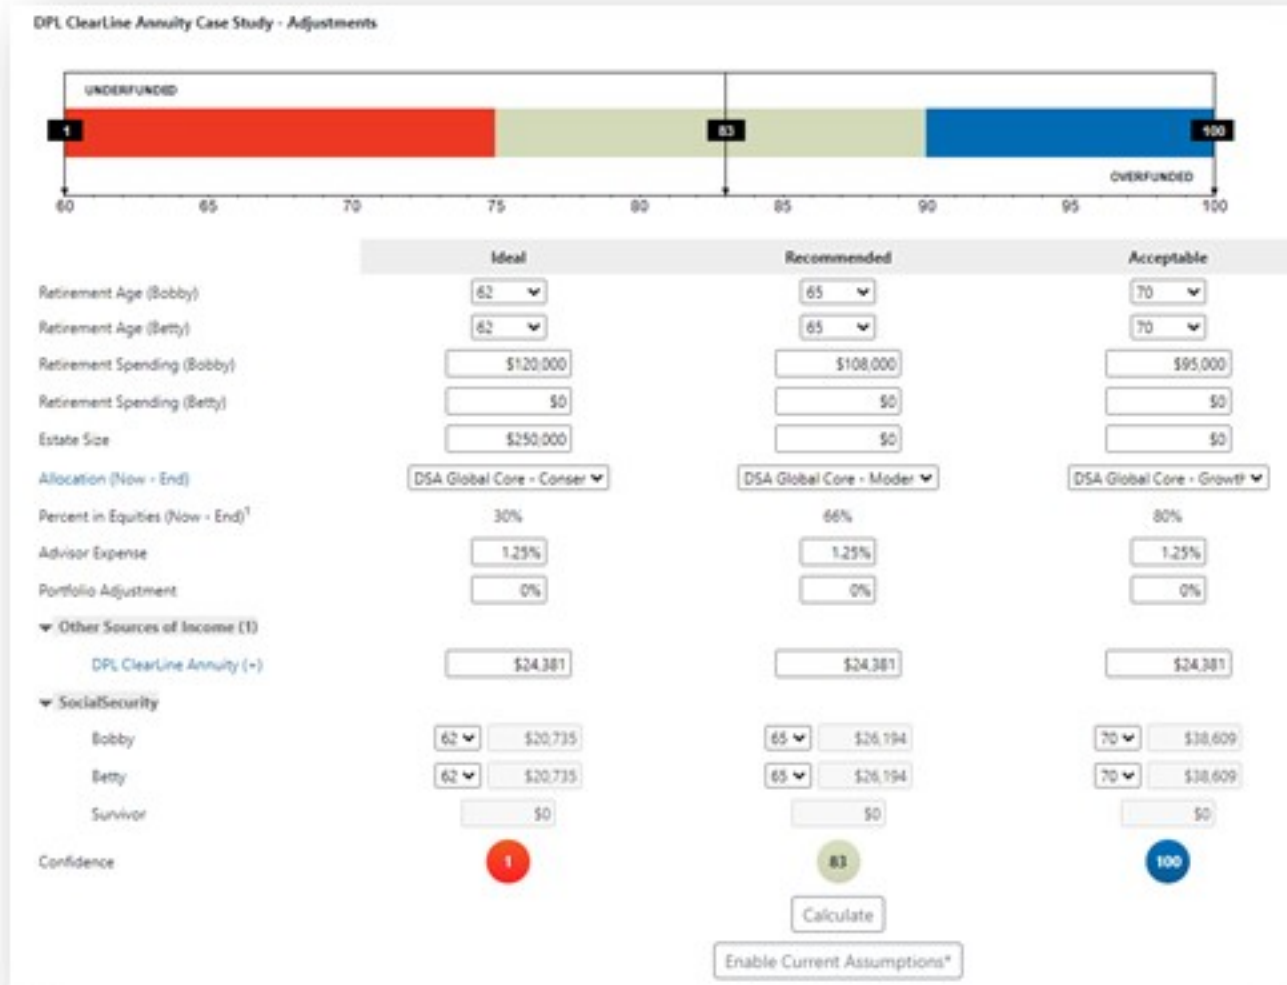 DPL ClearLine Annuity Case Study - Adjustments
UNDERFUNDED
1 83 100
OVERFUNDED
60 65 70 75 80 85 90 95 100
Ideal Recommended Acceptable
Retirement Age (Bobby) 62 65 70
Retirement Age (Betty) 62 65 70
Retirement Spending (Bobby) $120,000 $108,000 $95,000
Retirement Spending (Betty) $0 $0 $0
Estate Size $250,000 $0 $0
Allocation (Now - End) DSA Global Core - Conser DSA Global Core - Moder DSA Global Core - Growth
Percent in Equities (Now - End)¹ 30% 66% 80%
Advisor Expense 1.25% 1.25% 1.25%
Portfolio Adjustment 0% 0% 0%
Other Sources of Income (1)
DPL ClearLine Annuity (+) $24,381 $24,381 $24,381
SocialSecurity
Bobby 62 $20,735 65 $26,194 70 $38,609
Betty 62 $20,735 65 $26,194 70 $38,609
Survivor $0 $0 $0
Confidence 1 83 100
Calculate
Enable Current Assumptions*